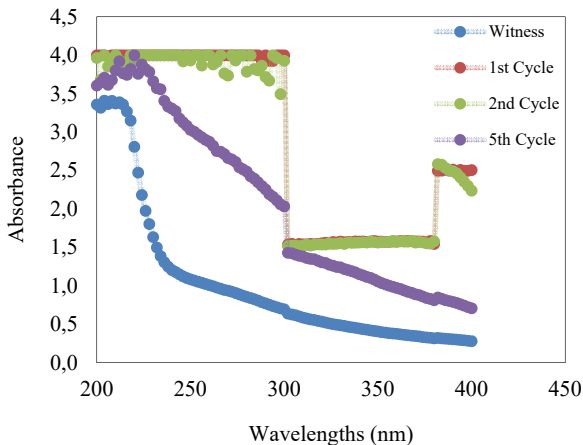 4,5
4,0
3,5
3,0
2,5
2,0
1,5
1,0
0,5
0,0
Absorbance
Witness
1st Cycle
2nd Cycle
5th Cycle
200 250 300 350 400 450
Wavelengths (nm)